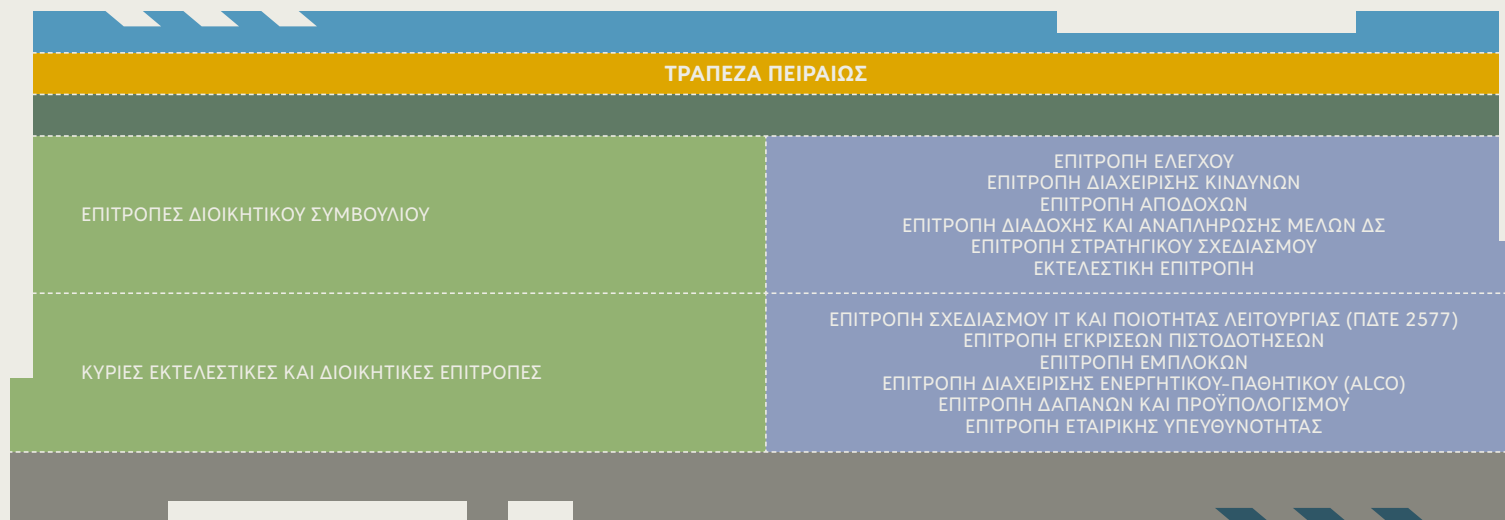 ΤΡΑΠΕΖΑ ΠΕΙΡΑΙΩΣ
ΕΠΙΤΡΟΠΕΣ ΔΙΟΙΚΗΤΙΚΟΥ ΣΥΜΒΟΥΛΙΟΥ
ΕΠΙΤΡΟΠΗ ΕΛΕΓΧΟΥ
ΕΠΙΤΡΟΠΗ ΔΙΑΧΕΙΡΙΣΗΣ ΚΙΝΔΥΝΩΝ
ΕΠΙΤΡΟΠΗ ΑΠΟΔΟΧΩΝ
ΕΠΙΤΡΟΠΗ ΔΙΑΔΟΧΗΣ ΚΑΙ ΑΝΑΠΛΗΡΩΣΗΣ ΜΕΛΩΝ ΔΣ
ΕΠΙΤΡΟΠΗ ΣΤΡΑΤΗΓΙΚΟΥ ΣΧΕΔΙΑΣΜΟΥ
ΕΚΤΕΛΕΣΤΙΚΗ ΕΠΙΤΡΟΠΗ
ΚΥΡΙΕΣ ΕΚΤΕΛΕΣΤΙΚΕΣ ΚΑΙ ΔΙΟΙΚΗΤΙΚΕΣ ΕΠΙΤΡΟΠΕΣ
ΕΠΙΤΡΟΠΗ ΣΧΕΔΙΑΣΜΟΥ IT ΚΑΙ ΠΟΙΟΤΗΤΑΣ ΛΕΙΤΟΥΡΓΙΑΣ (ΠΔΤΕ 2577)
ΕΠΙΤΡΟΠΗ ΕΓΚΡΙΣΕΩΝ ΠΙΣΤΟΔΟΤΗΣΕΩΝ
ΕΠΙΤΡΟΠΗ ΕΜΠΛΟΚΩΝ
ΕΠΙΤΡΟΠΗ ΔΙΑΧΕΙΡΙΣΗΣ ΕΝΕΡΓΗΤΙΚΟΥ-ΠΑΘΗΤΙΚΟΥ (ALCO)
ΕΠΙΤΡΟΠΗ ΔΑΠΑΝΩΝ ΚΑΙ ΠΡΟΫΠΟΛΟΓΙΣΜΟΥ
ΕΠΙΤΡΟΠΗ ΕΤΑΙΡΙΚΗΣ ΥΠΕΥΘΥΝΟΤΗΤΑΣ